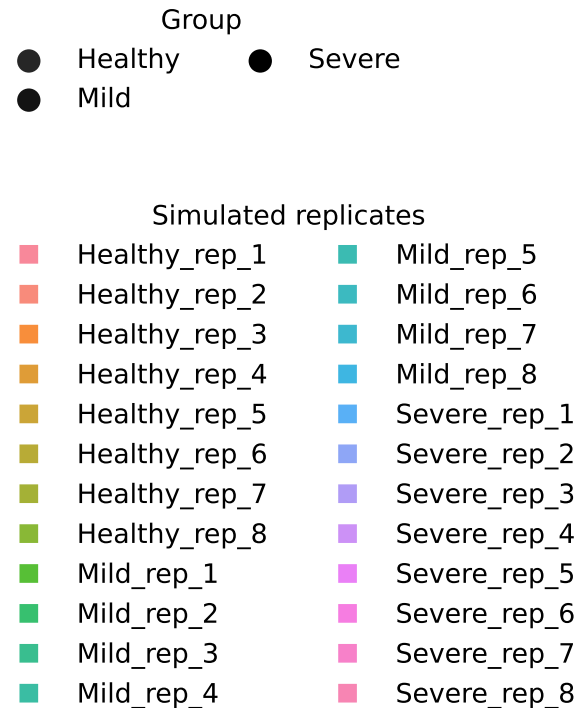 Group
Healthy
Severe
Mild
Simulated replicates
Healthy_rep_1
Healthy_rep_2
Healthy_rep_3
Healthy_rep_4
Healthy_rep_5
Healthy_rep_6
Healthy_rep_7
Healthy_rep_8
Mild_rep_1
Mild_rep_2
Mild_rep_3
Mild_rep_4
Mild_rep_5
Mild_rep_6
Mild_rep_7
Mild_rep_8
Severe_rep_1
Severe_rep_2
Severe_rep_3
Severe_rep_4
Severe_rep_5
Severe_rep_6
Severe_rep_7
Severe_rep_8